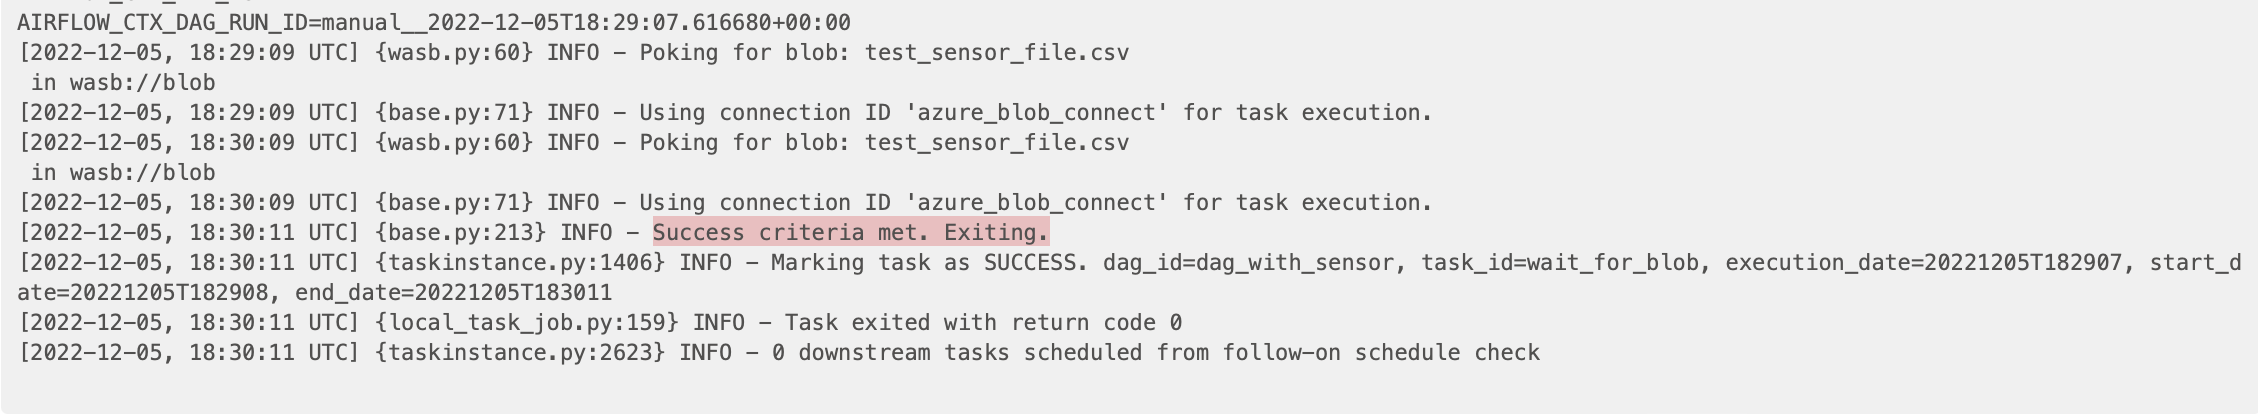 AIRFLOW_CTX_DAG_RUN_ID=manual__2022-12-05T18:29:07.616680+00:00
[2022-12-05, 18:29:09 UTC] {wasb.py:60} INFO - Poking for blob: test_sensor_file.csv
 in wasb://blob
[2022-12-05, 18:29:09 UTC] {base.py:71} INFO - Using connection ID 'azure_blob_connect' for task execution.
[2022-12-05, 18:30:09 UTC] {wasb.py:60} INFO - Poking for blob: test_sensor_file.csv
 in wasb://blob
[2022-12-05, 18:30:09 UTC] {base.py:71} INFO - Using connection ID 'azure_blob_connect' for task execution.
[2022-12-05, 18:30:11 UTC] {base.py:213} INFO - Success criteria met. Exiting.
[2022-12-05, 18:30:11 UTC] {taskinstance.py:1406} INFO - Marking task as SUCCESS. dag_id=dag_with_sensor, task_id=wait_for_blob, execution_date=20221205T182907, start_d
ate=20221205T182908, end_date=20221205T183011
[2022-12-05, 18:30:11 UTC] {local_task_job.py:159} INFO - Task exited with return code 0
[2022-12-05, 18:30:11 UTC] {taskinstance.py:2623} INFO - 0 downstream tasks scheduled from follow-on schedule check